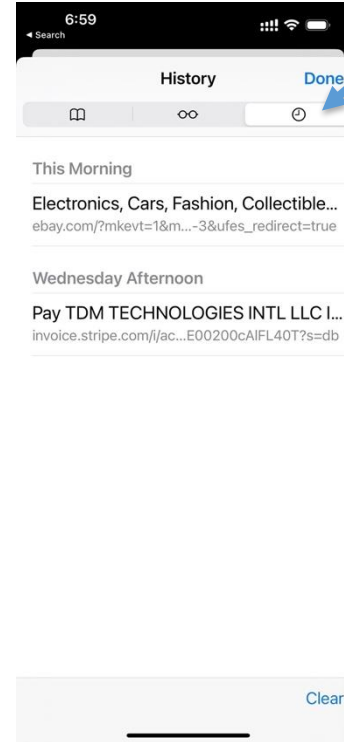 6:59
Search
History
Done
This Morning
Electronics, Cars, Fashion, Collectible...
ebay.com/?mkevt=1&m...-3&ufes_redirect=true
Wednesday Afternoon
Pay TDM TECHNOLOGIES INTL LLC I...
invoice.stripe.com/i/ac...E00200cAlFL40T?s=db
Clear